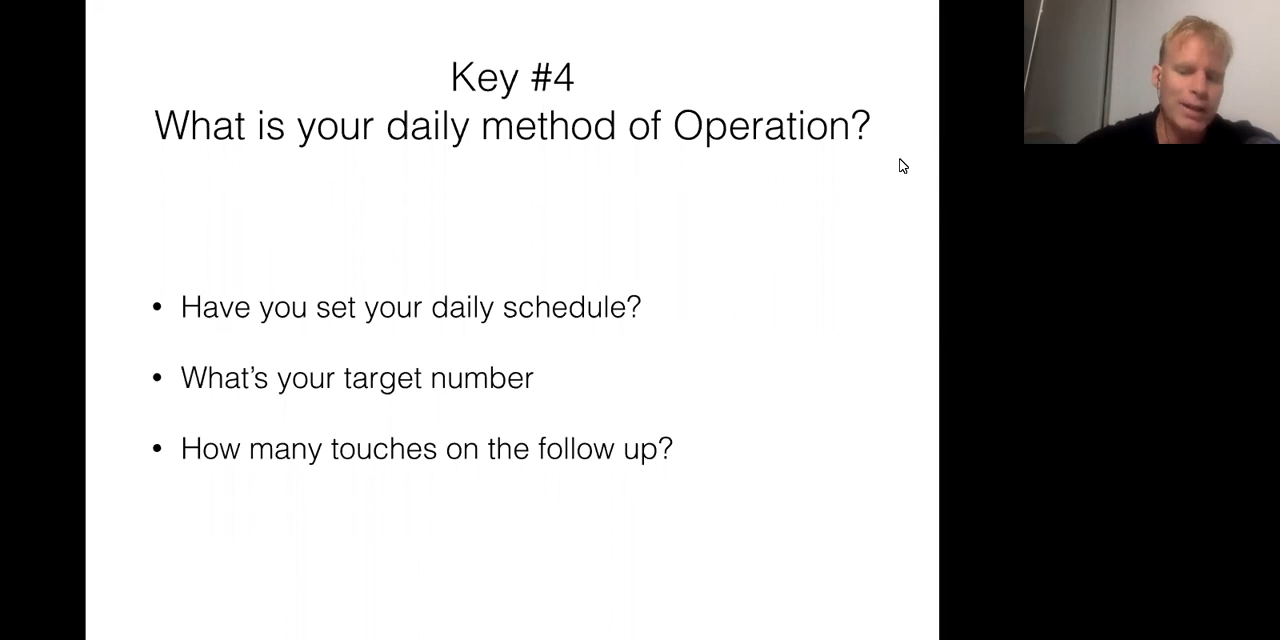 Key #4
What is your daily method of Operation?
• Have you set your daily schedule?
• What’s your target number
• How many touches on the follow up?